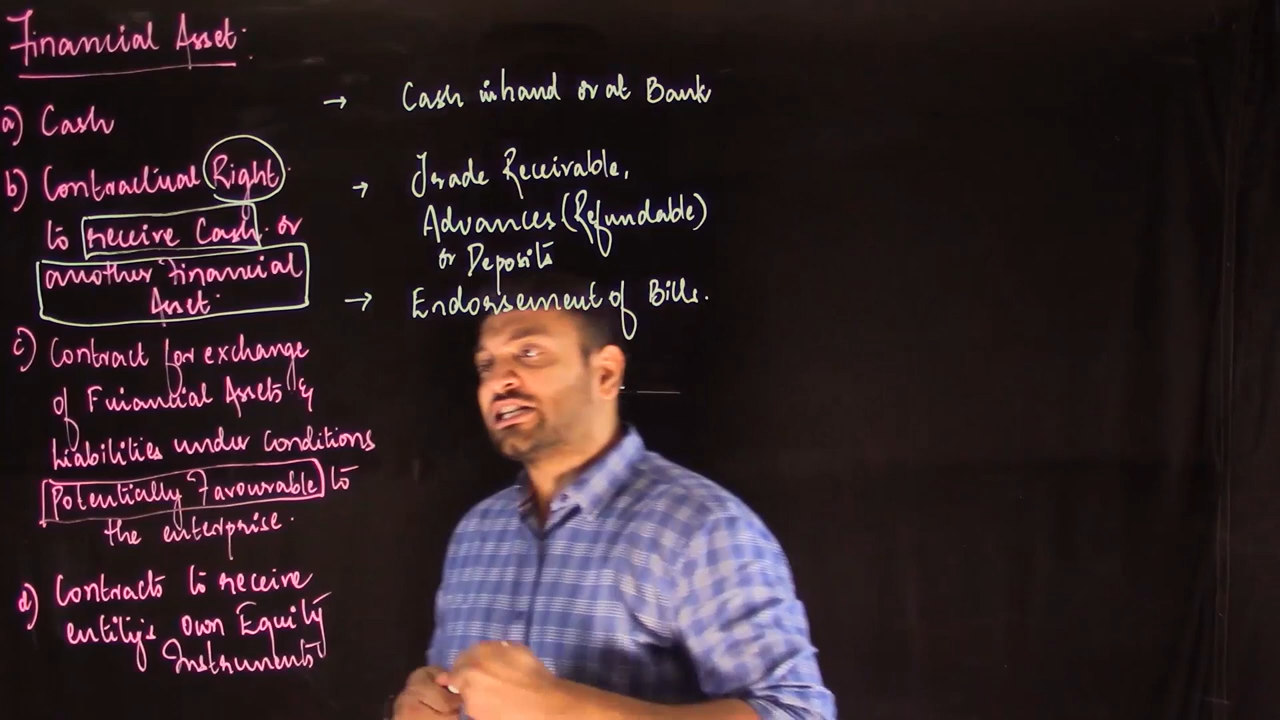 Financial Asset.
a) Cash
→ Cash in hand or at Bank
b) Contractual Right
to receive Cash or
another Financial
Asset.
→ Trade Receivable,
Advances (Refundable)
or Deposits
→ Endorsement of Bills.
c) Contract for exchange
of Financial Assets &
Liabilities under conditions
Potentially Favourable to
the enterprise.
d) Contracts to receive
entity's own Equity
Instruments